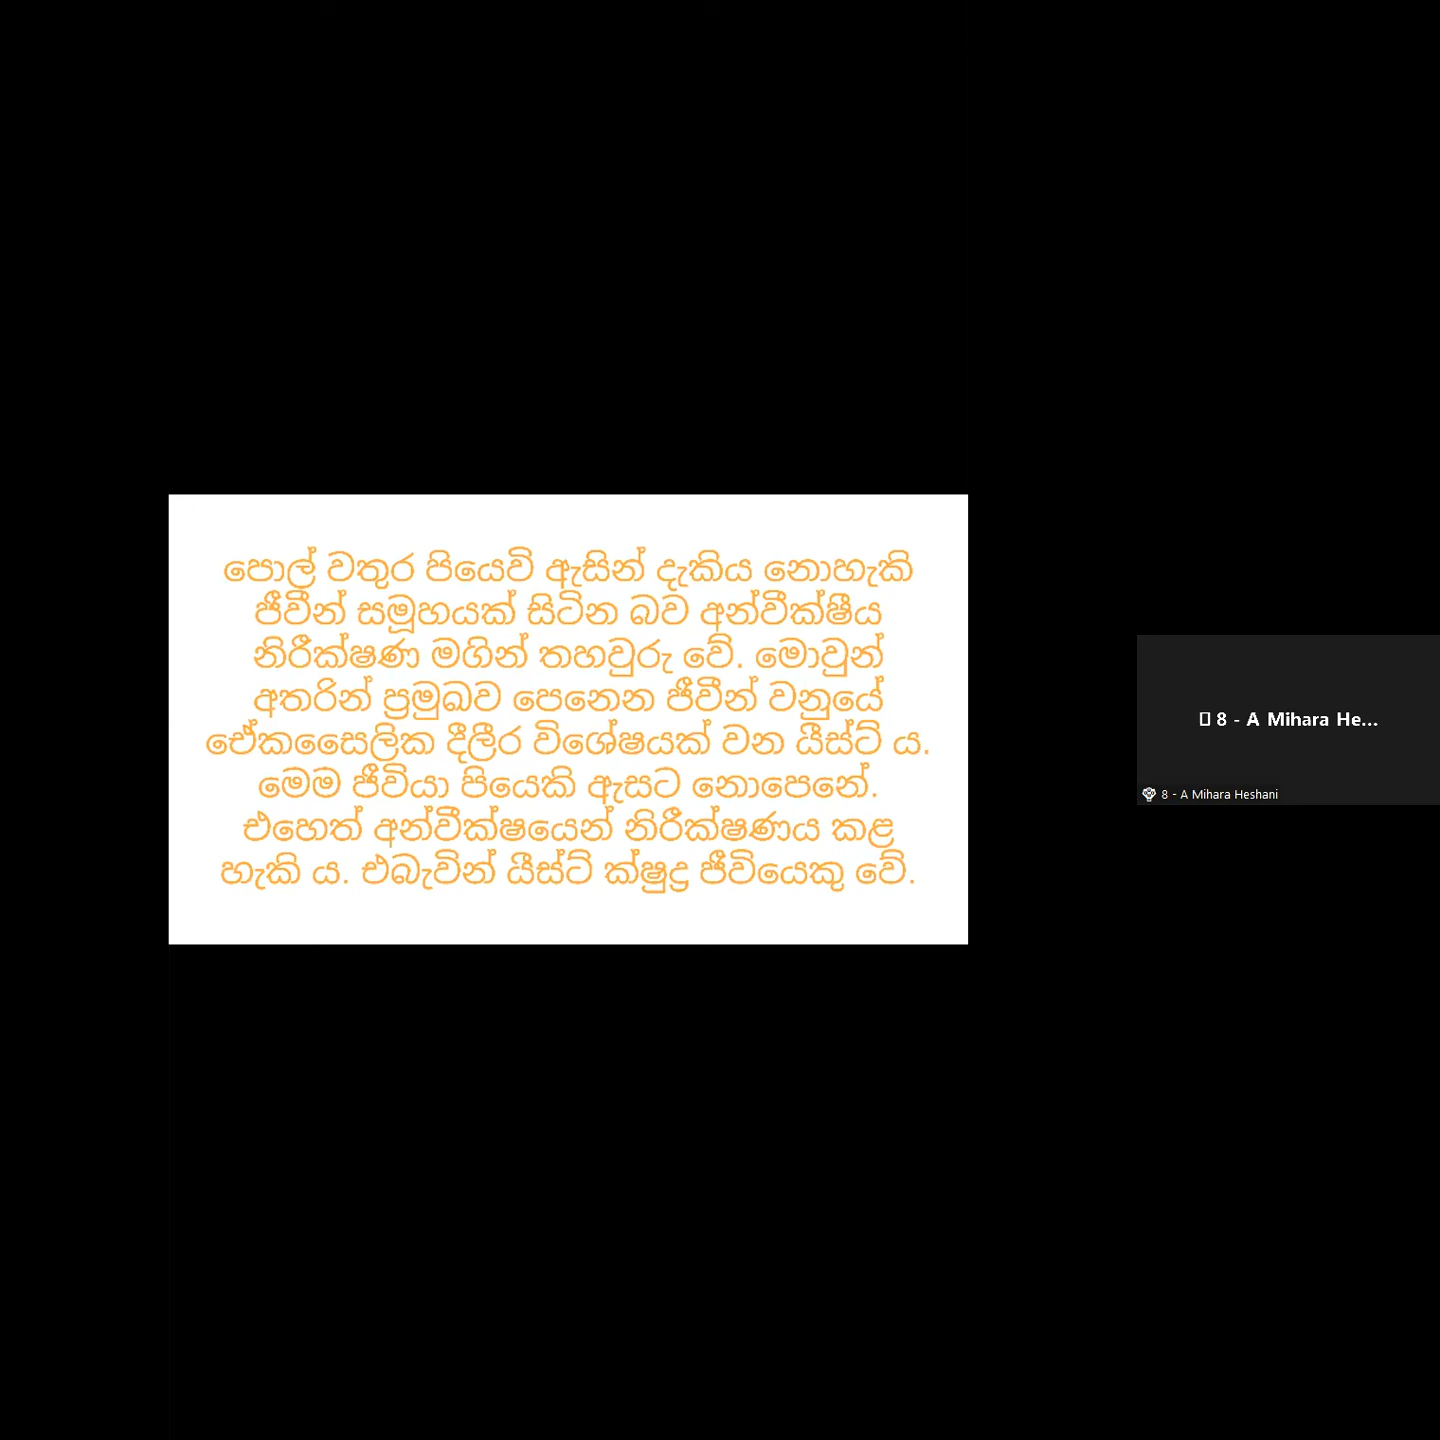 පොල් වතුර පියෙවි ඇසින් දැකිය නොහැකි
ජීවීන් සමූහයක් සිටින බව අන්වීක්ෂීය
නිරීක්ෂණ මගින් තහවුරු වේ. මොවුන්
අතරින් ප්‍රමුඛව පෙනෙන ජීවීන් වනුයේ
ඒකසෛලික දිලීර විශේෂයක් වන යීස්ට් ය.
මෙම ජීවියා පියෙකි ඇසට නොපෙනේ.
එහෙත් අන්වීක්ෂයෙන් නිරීක්ෂණය කළ
හැකි ය. එබැවින් යීස්ට් ක්ෂුද්‍ර ජීවියෙකු වේ.
8 - A Mihara He...
8 - A Mihara Heshani